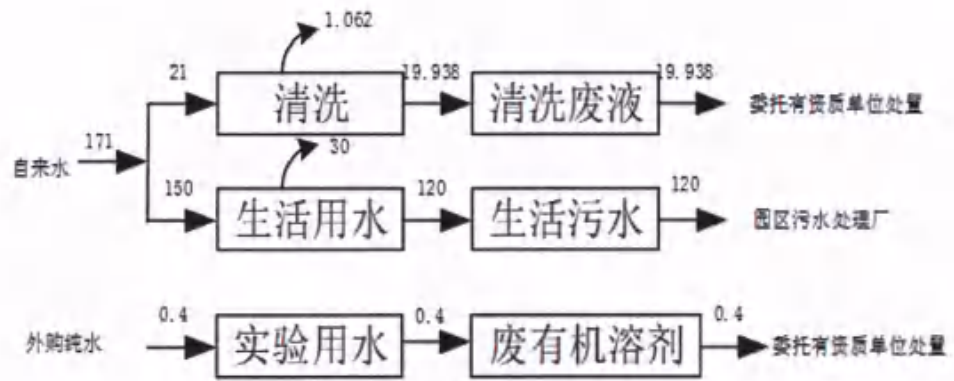 1.062
21
清洗
19.938
清洗废液
19.938
委托有资质单位处置
自来水
171
30
150
生活用水
120
生活污水
120
园区污水处理厂
外购纯水
0.4
实验用水
0.4
废有机溶剂
0.4
委托有资质单位处置